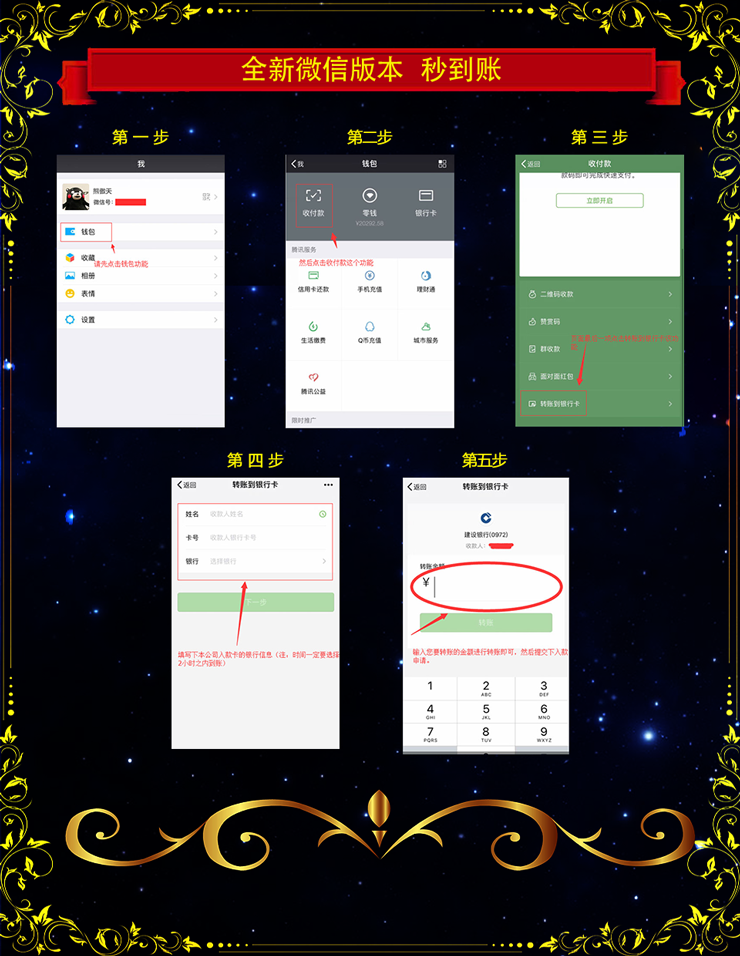 全新微信版本 秒到账
第一步
我
熊傲天
微信号：
钱包
请先点击钱包功能
收藏
相册
表情
设置
第二步
我
钱包
收付款
零钱
银行卡
¥20292.58
然后点击收付款这个功能
腾讯服务
信用卡还款
手机充值
理财通
生活缴费
Q币充值
城市服务
腾讯公益
限时推广
第三步
返回
收付款
款码即可完成快速支付。
立即开启
二维码收款
赞赏码
群收款
面对面红包
转账到银行卡
第四步
返回
转账到银行卡
姓名 收款人姓名
卡号 收款人银行卡号
银行 选择银行
下一步
填写下本公司入款卡的银行信息（注，时间一定要选择
2小时之内到账）
第五步
返回
转账到银行卡
建设银行(0972)
收款人：
转账金额
¥
转账
输入您要转账的金额进行转账即可，然后提交下入款
申请。
1 2 3
ABC DEF
4 5 6
GHI JKL MNO
7 8 9
PQRS TUV WXYZ